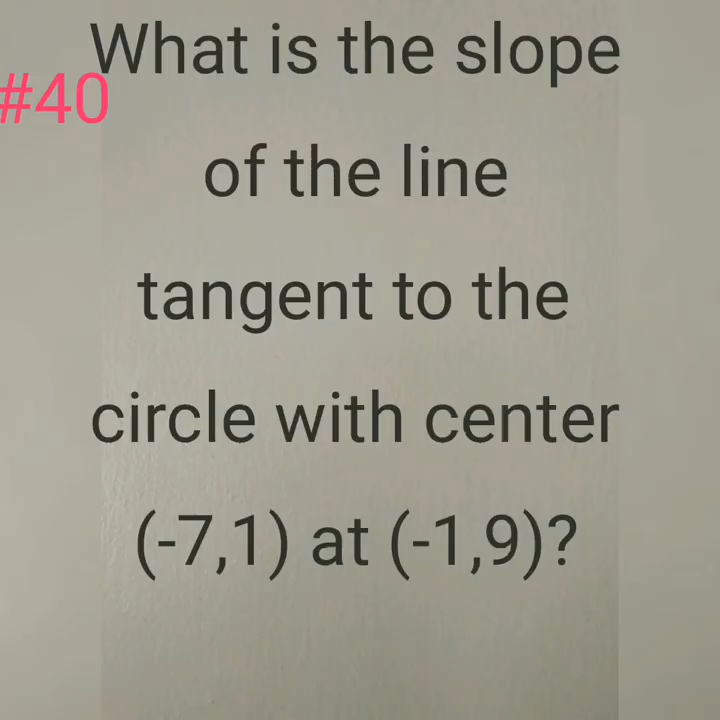 What is the slope
#40
of the line
tangent to the
circle with center
(-7,1) at (-1,9)?